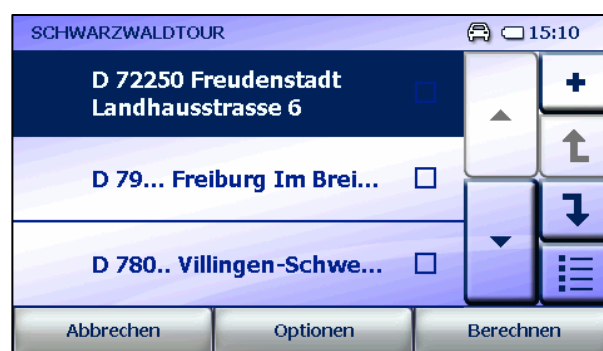 SCHWARZWALDTOUR 15:10
D 72250 Freudenstadt
Landhausstrasse 6
D 79... Freiburg Im Brei...
D 780.. Villingen-Schwe...
Abbrechen Optionen Berechnen